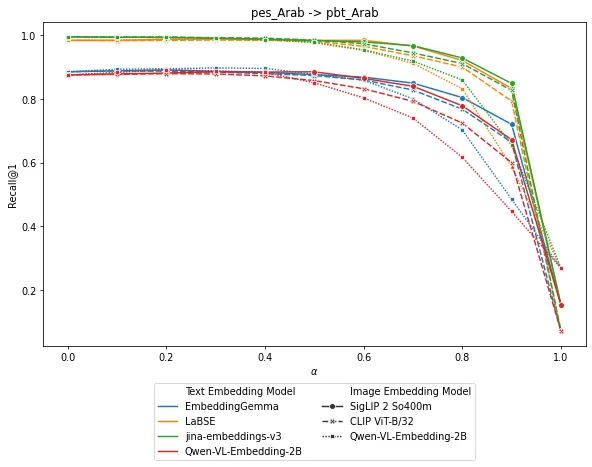 pes_Arab -> pbt_Arab
1.0
0.8
0.6
0.4
0.2
Recall@1
0.0 0.2 0.4 0.6 0.8 1.0
α
Text Embedding Model Image Embedding Model
EmbeddingGemma SigLIP 2 So400m
LaBSE CLIP ViT-B/32
jina-embeddings-v3 Qwen-VL-Embedding-2B
Qwen-VL-Embedding-2B